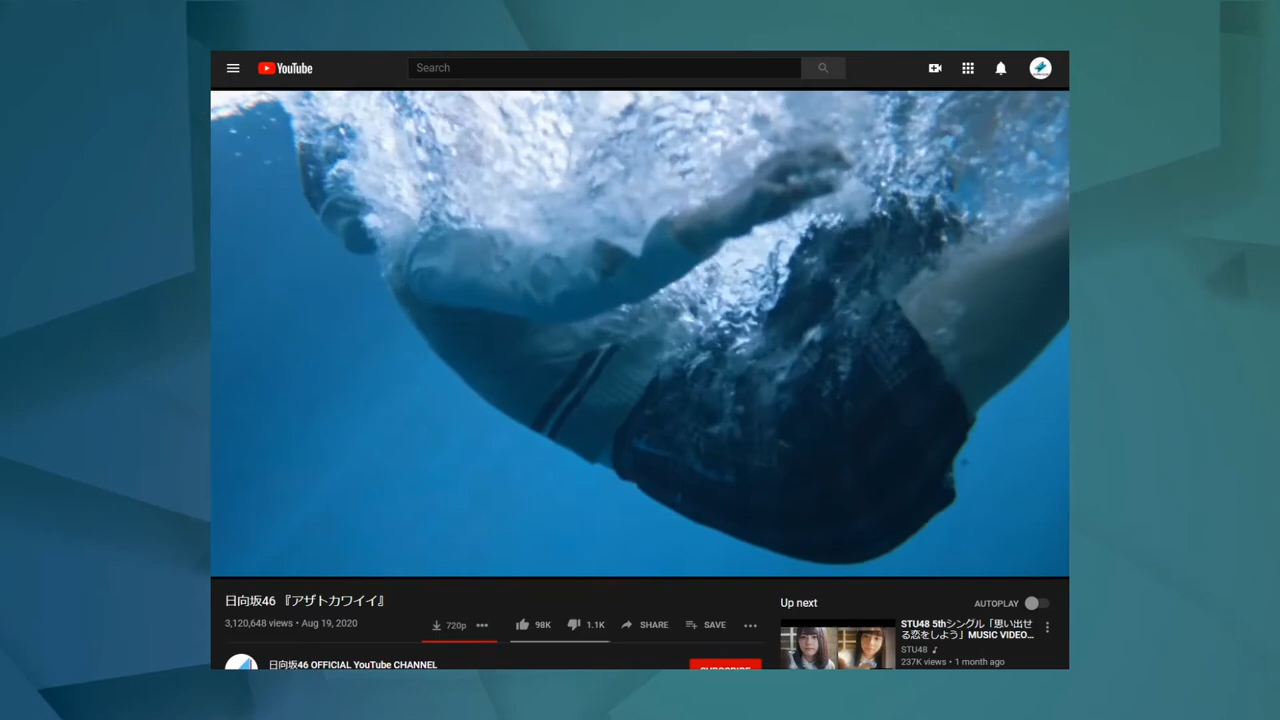 YouTube
Search
日向坂46 『アザトカワイイ』
3,120,648 views • Aug 19, 2020
720p
98K
1.1K
SHARE
SAVE
日向坂46 OFFICIAL YouTube CHANNEL
SUBSCRIBE
Up next
AUTOPLAY
STU48 5thシングル「思い出せ
る恋をしよう」MUSIC VIDEO...
STU48
237K views • 1 month ago